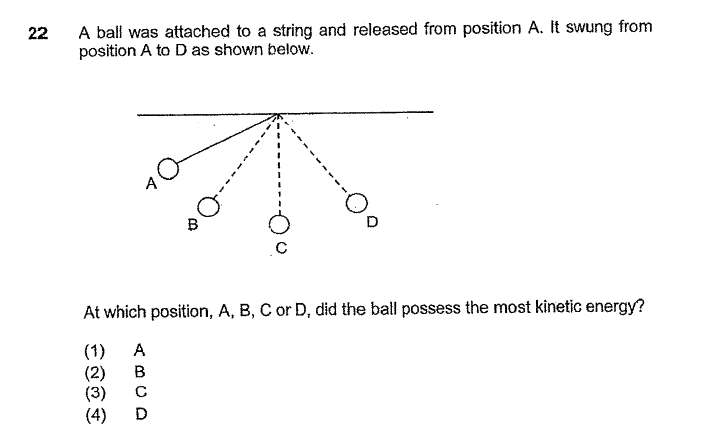 22 A ball was attached to a string and released from position A. It swung from
position A to D as shown below.
A
B
C
D
At which position, A, B, C or D, did the ball possess the most kinetic energy?
(1) A
(2) B
(3) C
(4) D